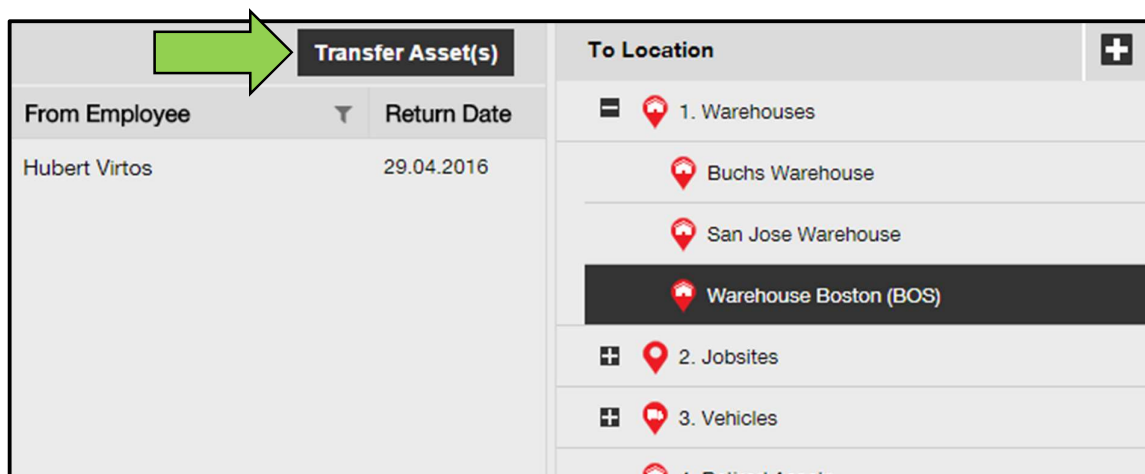 Transfer Asset(s)
From Employee
Return Date
Hubert Virtos
29.04.2016
To Location
1. Warehouses
Buchs Warehouse
San Jose Warehouse
Warehouse Boston (BOS)
2. Jobsites
3. Vehicles